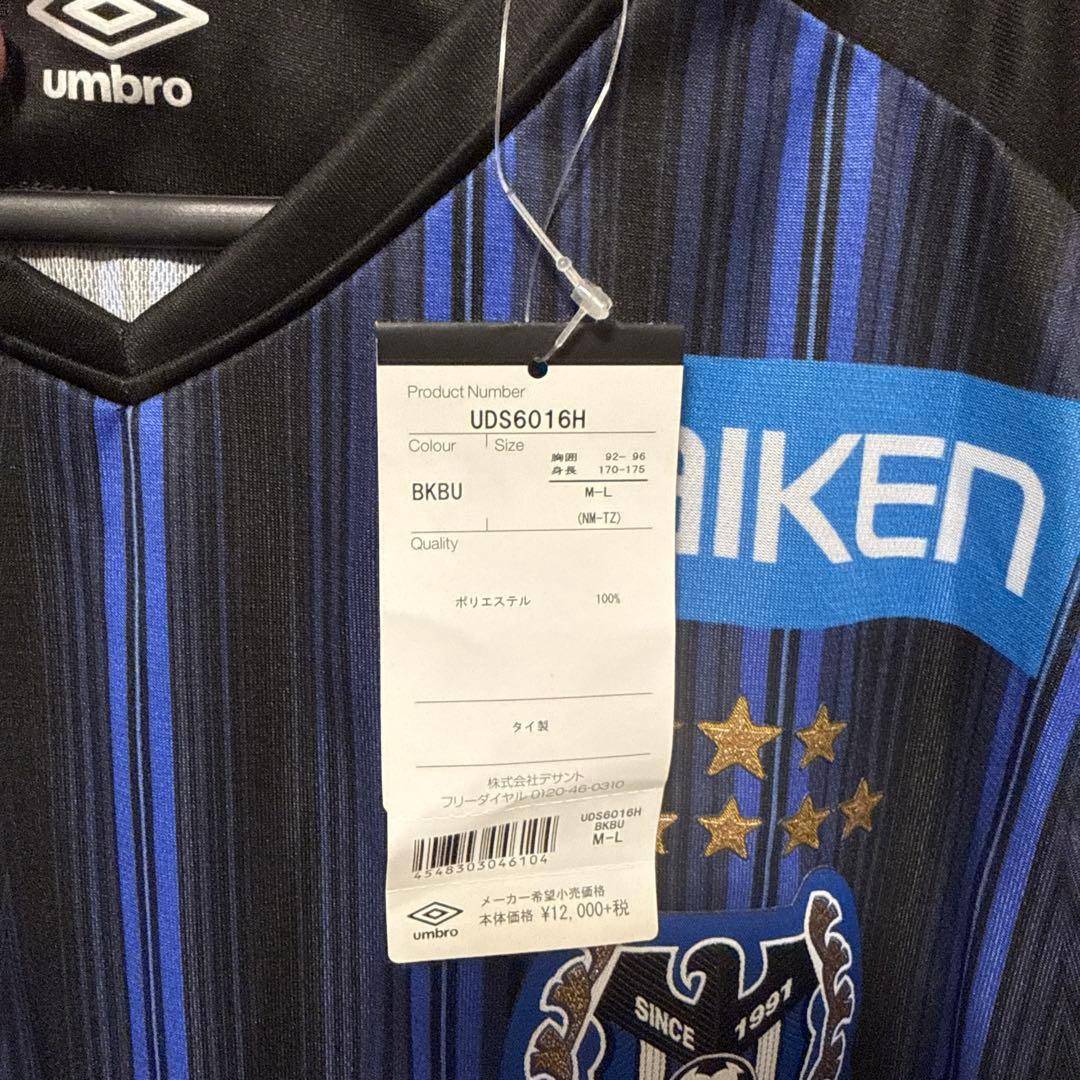 umbro
Product Number
UDS6016H
Colour
Size
胸囲 92- 96
身長 170-175
BKBU
M-L
(NM-TZ)
Quality
ポリエステル 100%
タイ製
株式会社デサント
フリーダイヤル 0120-46-0310
UDS6016H
BKBU
M-L
4548303046104
メーカー希望小売価格
本体価格 ¥12,000+税
umbro
AIKEN
SINCE 1991